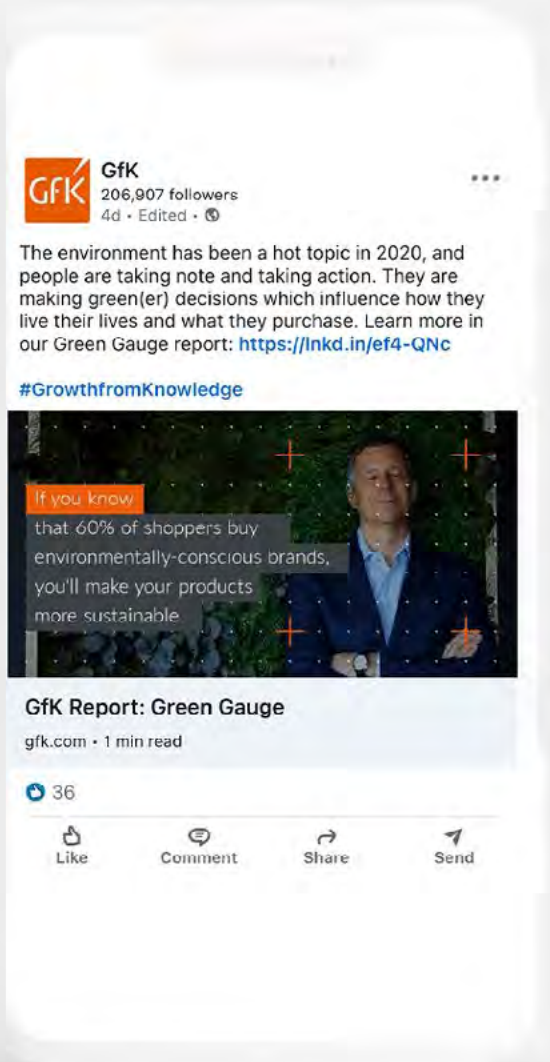 GfK
GfK
206,907 followers
4d • Edited •
The environment has been a hot topic in 2020, and
people are taking note and taking action. They are
making green(er) decisions which influence how they
live their lives and what they purchase. Learn more in
our Green Gauge report: https://lnkd.in/ef4-QNc
#GrowthfromKnowledge
If you know
that 60% of shoppers buy
environmentally-conscious brands,
you'll make your products
more sustainable
GfK Report: Green Gauge
gfk.com • 1 min read
36
Like
Comment
Share
Send